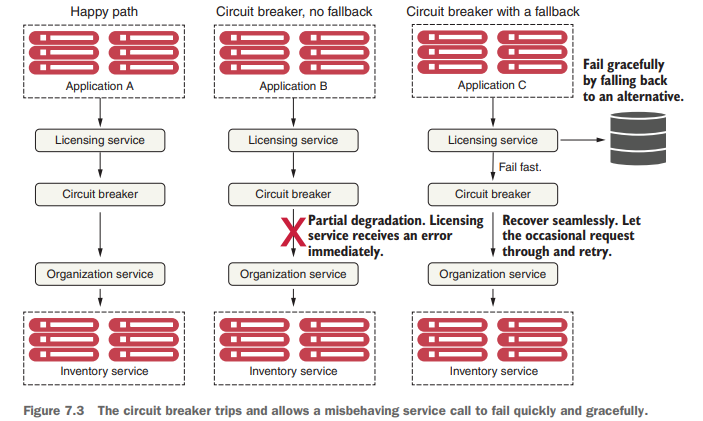 Happy path
Circuit breaker, no fallback
Circuit breaker with a fallback
Application A
Application B
Application C
Fail gracefully
by falling back
to an alternative.
Licensing service
Licensing service
Licensing service
Fail fast.
Circuit breaker
Circuit breaker
Circuit breaker
Partial degradation. Licensing
service receives an error
immediately.
Recover seamlessly. Let
the occasional request
through and retry.
Organization service
Organization service
Organization service
Inventory service
Inventory service
Inventory service
Figure 7.3 The circuit breaker trips and allows a misbehaving service call to fail quickly and gracefully.